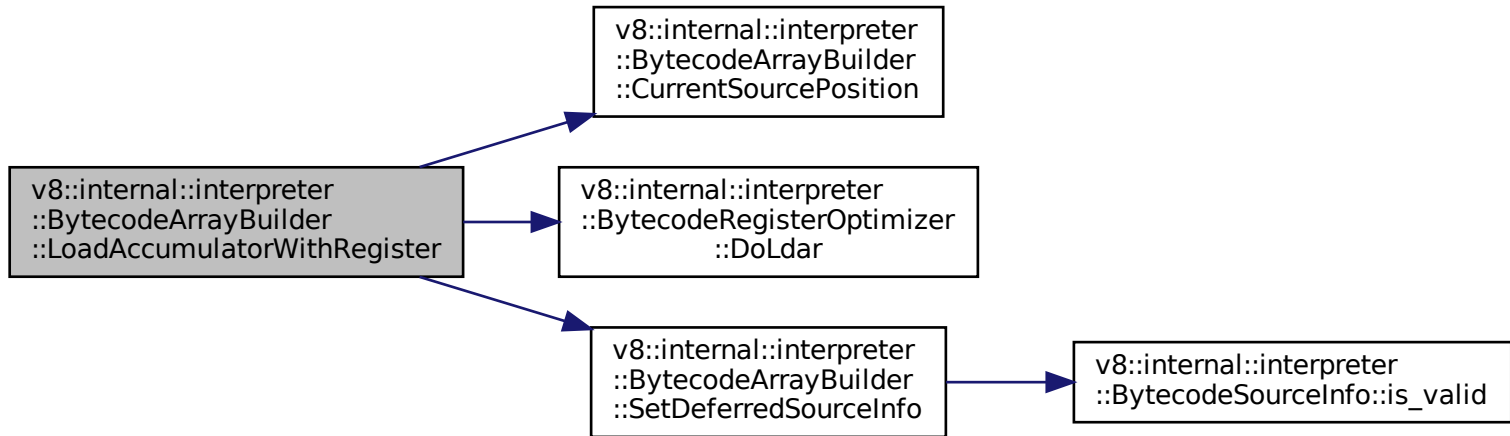 v8::internal::interpreter
::BytecodeArrayBuilder
::CurrentSourcePosition
v8::internal::interpreter
::BytecodeArrayBuilder
::LoadAccumulatorWithRegister
v8::internal::interpreter
::BytecodeRegisterOptimizer
::DoLdar
v8::internal::interpreter
::BytecodeArrayBuilder
::SetDeferredSourceInfo
v8::internal::interpreter
::BytecodeSourceInfo::is_valid